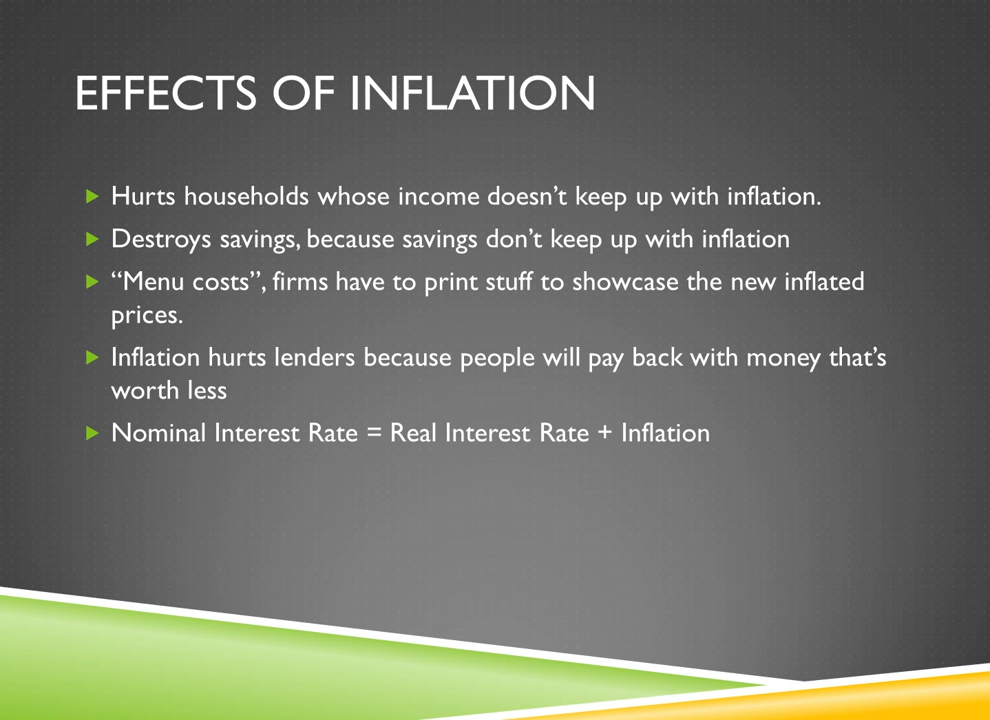 EFFECTS OF INFLATION
Hurts households whose income doesn’t keep up with inflation.
Destroys savings, because savings don’t keep up with inflation
“Menu costs”, firms have to print stuff to showcase the new inflated
prices.
Inflation hurts lenders because people will pay back with money that’s
worth less
Nominal Interest Rate = Real Interest Rate + Inflation